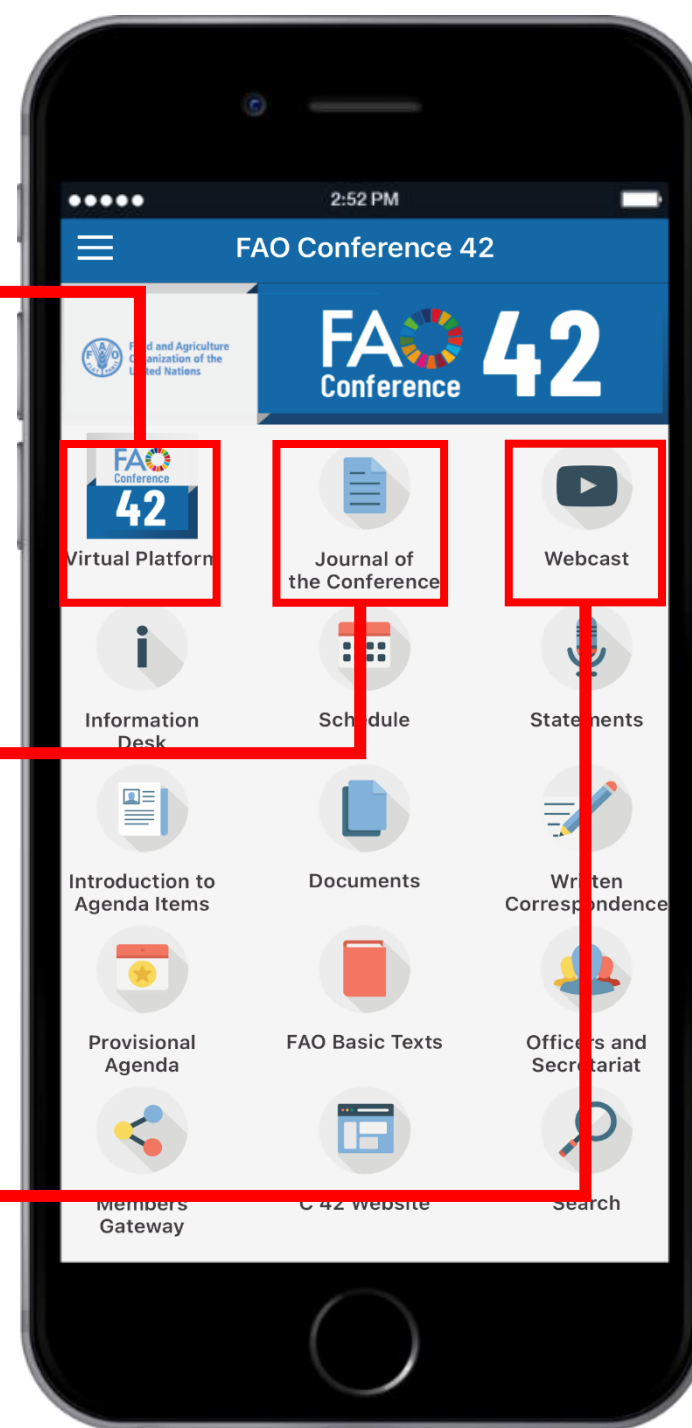 2:52 PM
FAO Conference 42
Food and Agriculture
Organization of the
United Nations
FAO 42
Conference
FAO
Conference
42
Virtual Platform
Journal of
the Conference
Webcast
Information
Desk
Schedule
Statements
Introduction to
Agenda Items
Documents
Written
Correspondence
Provisional
Agenda
FAO Basic Texts
Officers and
Secretariat
Members
Gateway
C 42 Website
Search